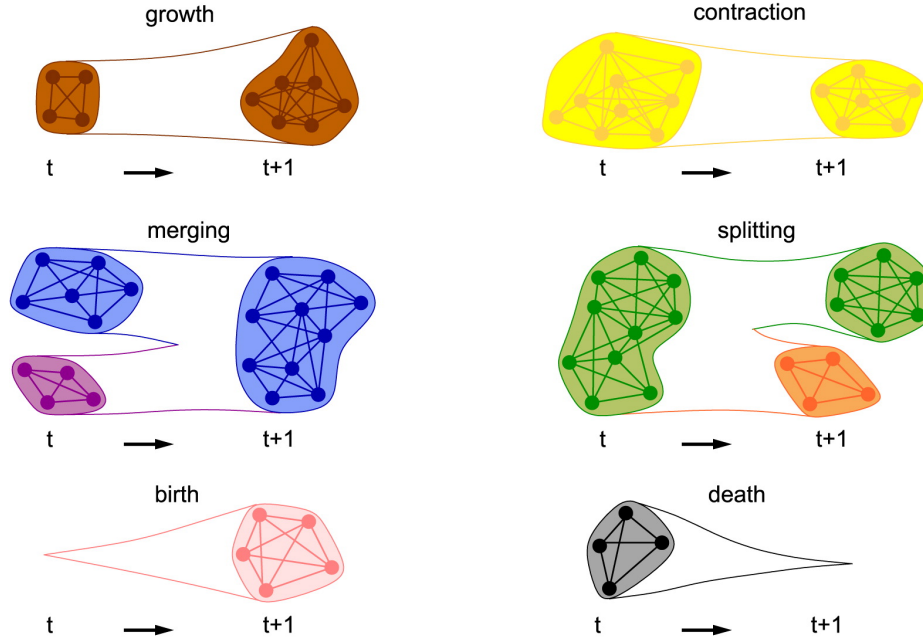 growth
t
t+1
contraction
t
t+1
merging
t
t+1
splitting
t
t+1
birth
t
t+1
death
t
t+1